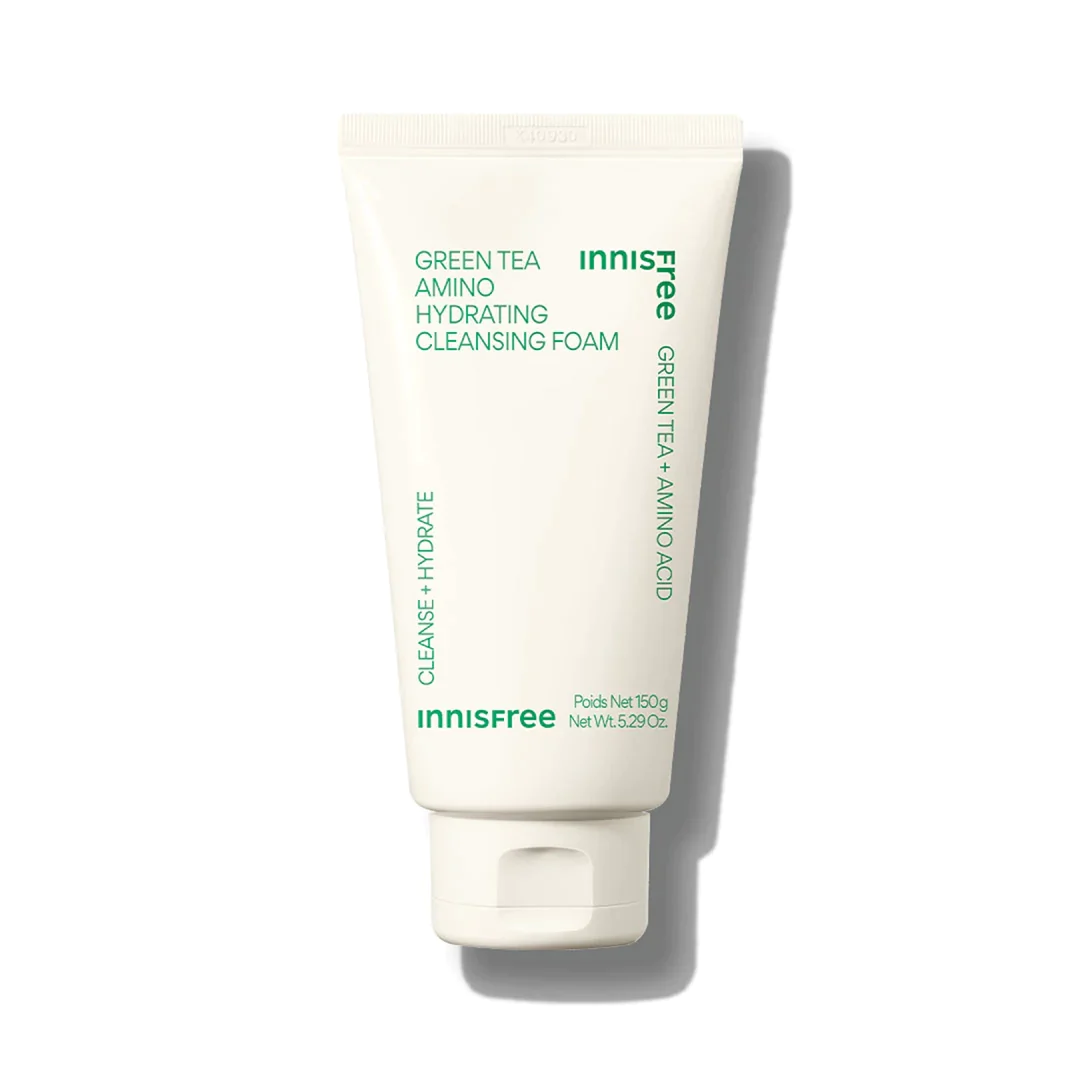 GREEN TEA
AMINO
HYDRATING
CLEANSING FOAM
INNISFree
GREEN TEA + AMINO ACID
CLEANSE + HYDRATE
INNISFree
Poids Net 150g
Net Wt. 5.29 Oz.